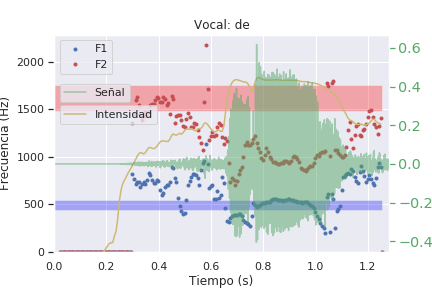 Vocal: de
F1
F2
Señal
Intensidad
Frecuencia (Hz)
2000
1500
1000
500
0
0.6
0.4
0.2
0.0
−0.2
−0.4
0.0 0.2 0.4 0.6 0.8 1.0 1.2
Tiempo (s)